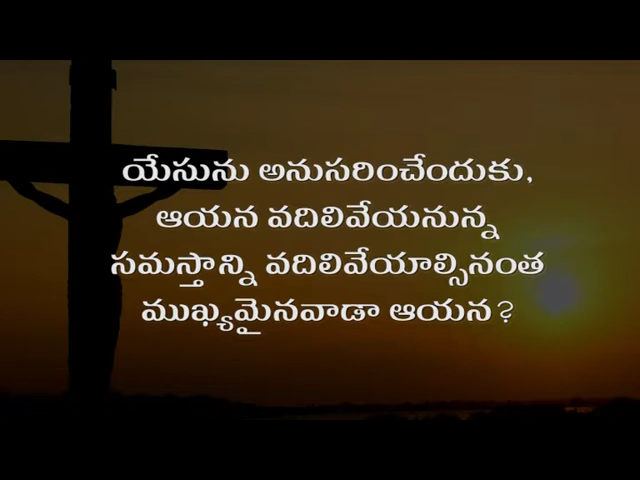 యేసును అనుసరించేందుకు,
ఆయన వదిలివేయనున్న
సమస్తాన్ని వదిలివేయాల్సినంత
ముఖ్యమైనవాడా ఆయన?